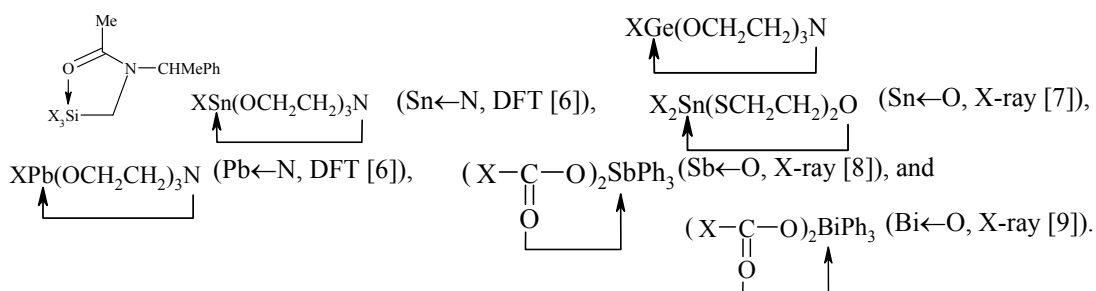 Me
XGe(OCH2CH2)3N
O N—CHMePh
X3Si
XSn(OCH2CH2)3N (Sn←N, DFT [6]), X2Sn(SCH2CH2)2O (Sn←O, X-ray [7]),
XPb(OCH2CH2)3N (Pb←N, DFT [6]), ( X—C—O)2SbPh3 (Sb←O, X-ray [8]), and
O
( X—C—O)2BiPh3 (Bi←O, X-ray [9]).
O